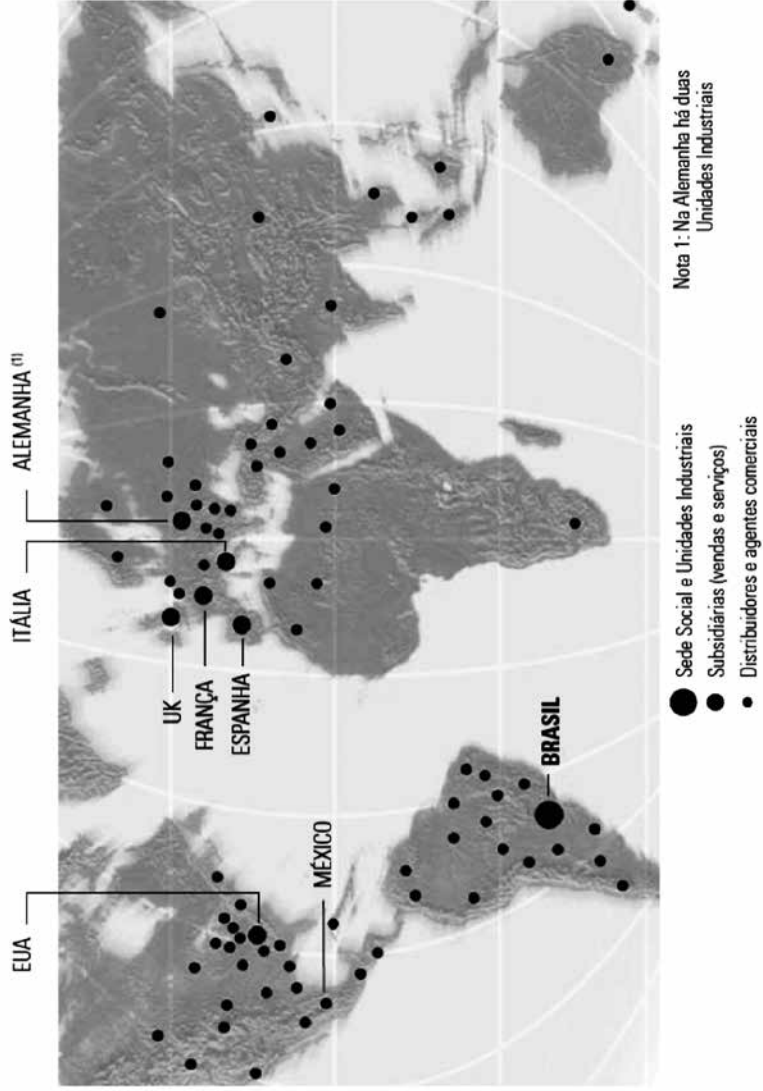 EUA
ITÁLIA
ALEMANHA (1)
UK
FRANÇA
ESPANHA
MÉXICO
BRASIL
Sede Social e Unidades Industriais
Subsidiárias (vendas e serviços)
Distribuidores e agentes comerciais
Nota 1: Na Alemanha há duas
Unidades Industriais